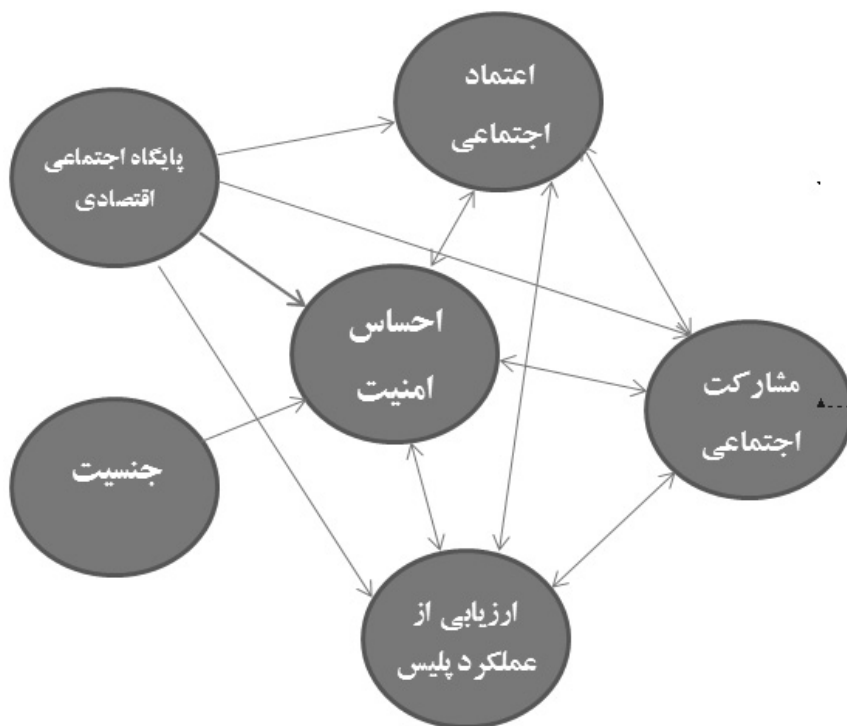 اعتماد
اجتماعی
پایگاه اجتماعی
اقتصادی
احساس
امنیت
مشارکت
اجتماعی
جنسیت
ارزیابی از
عملکرد پلیس